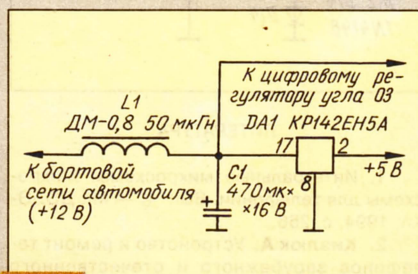 К цифровому ре-
гулятору угла ОЗ
L1
ДМ-0,8 50 мкГн
DA1 КР142ЕН5А
17
2
8
+5 В
К бортовой
сети автомобиля
(+12 В)
C1
470 мк×
×16 В
+